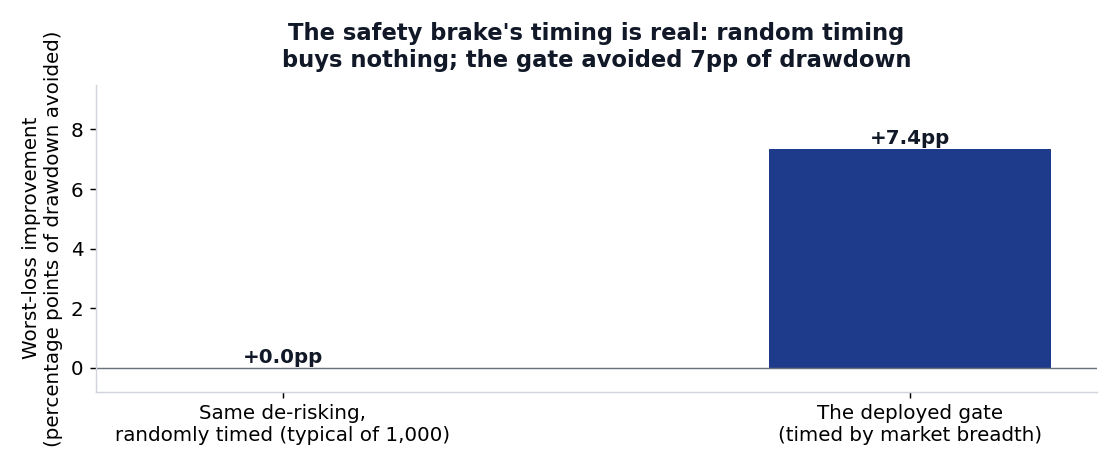 The safety brake's timing is real: random timing
buys nothing; the gate avoided 7pp of drawdown
Worst-loss improvement
(percentage points of drawdown avoided)
8
6
4
2
0
+0.0pp
+7.4pp
Same de-risking,
randomly timed (typical of 1,000)
The deployed gate
(timed by market breadth)